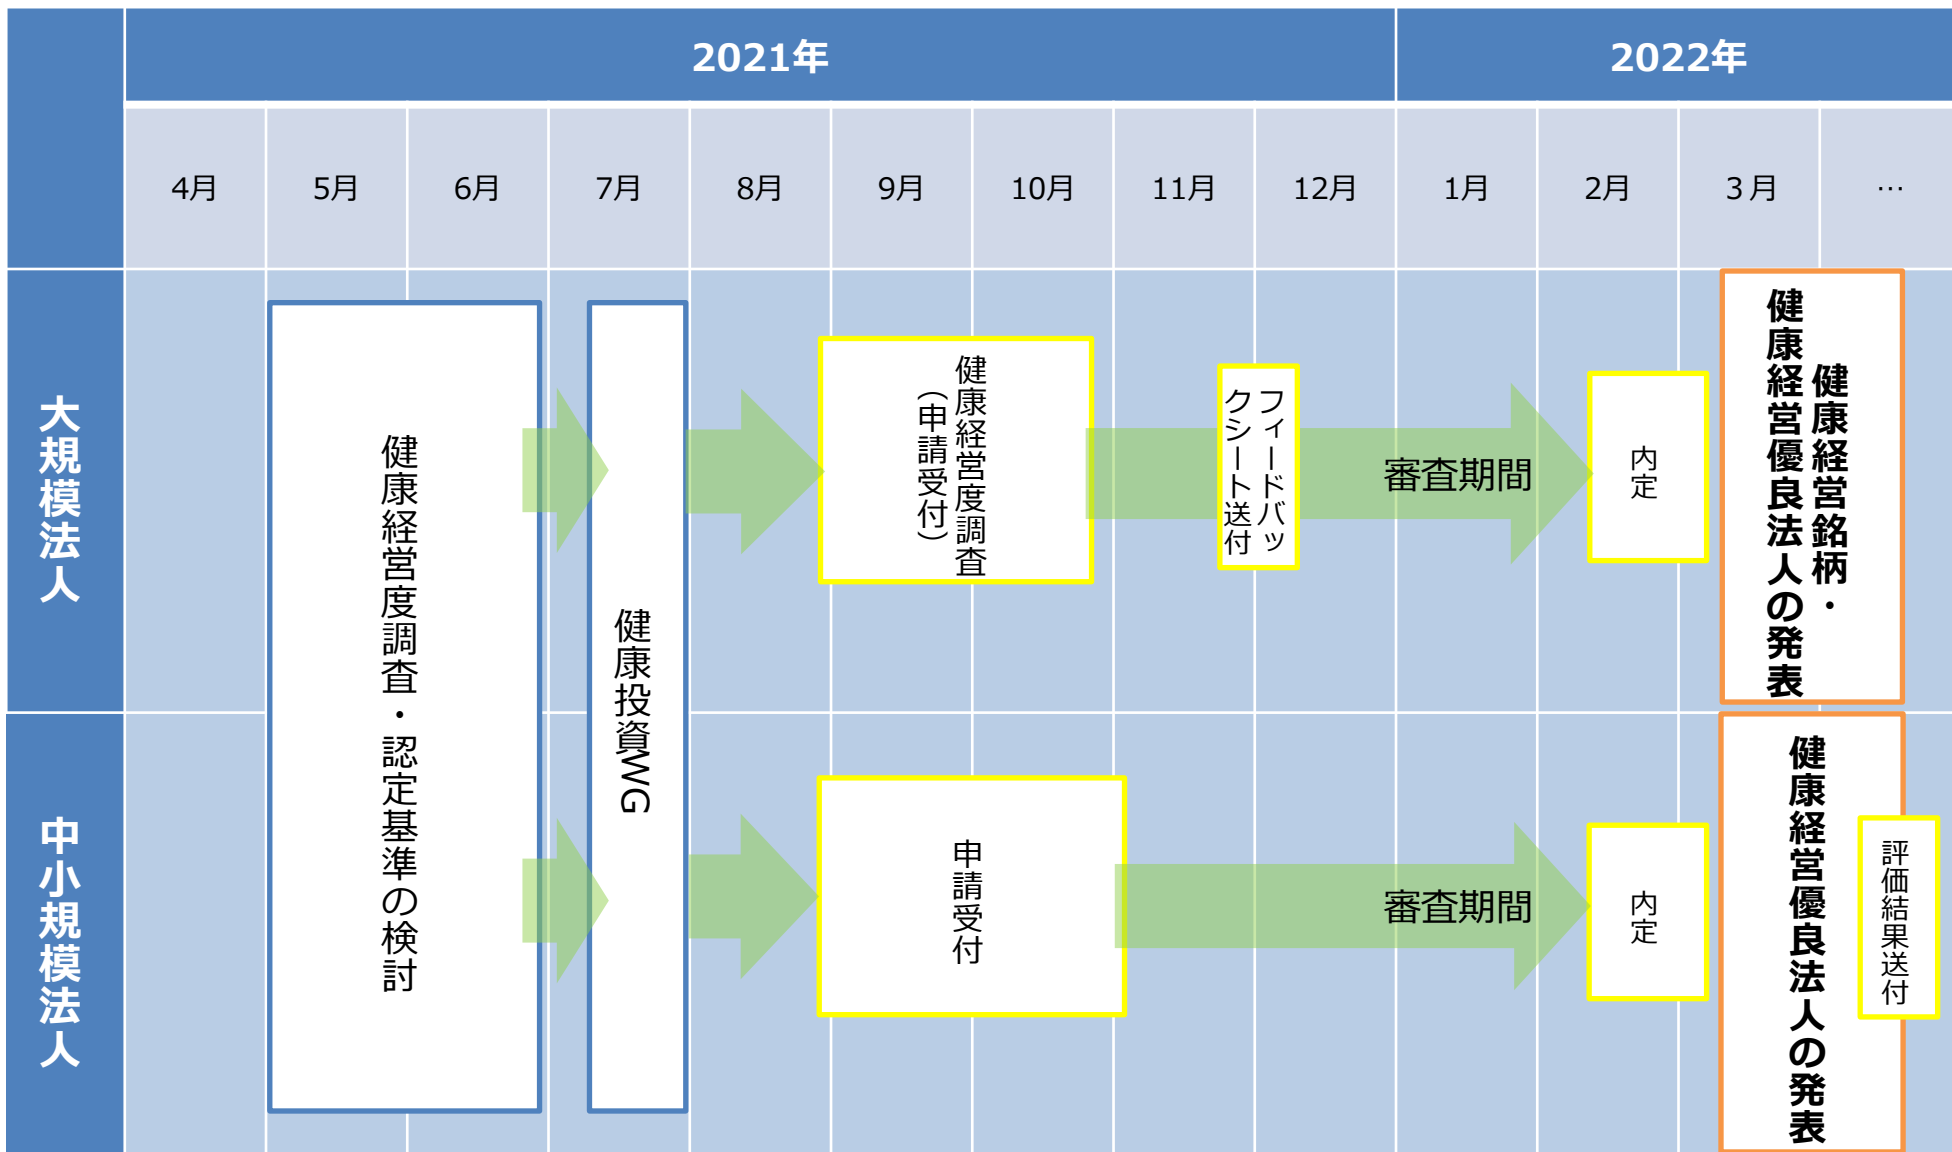 2021年
2022年
4月
5月
6月
7月
8月
9月
10月
11月
12月
1月
2月
3月
…
大規模法人
健康経営度調査・認定基準の検討
健康投資WG
健康経営度調査
（申請受付）
フィードバッ
クシート送付
審査期間
内定
健康経営銘柄・
健康経営優良法人の発表
中小規模法人
申請受付
審査期間
内定
健康経営優良法人の発表
評価結果送付